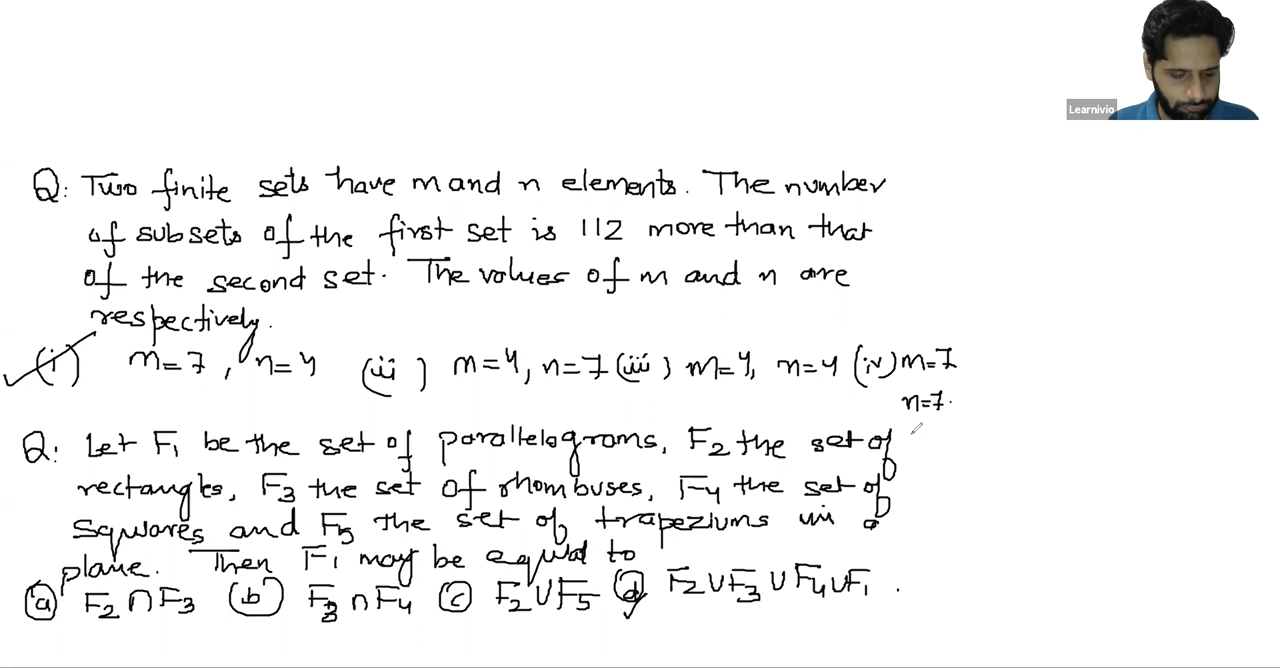 Learnivio
Q: Two finite sets have m and n elements. The number
of subsets of the first set is 112 more than that
of the second set. The values of m and n are
respectively.
(i) m=7, n=4 (ii) m=4, n=7 (iii) m=4, n=4 (iv) m=7
n=7.
Q: Let F₁ be the set of parallelograms, F₂ the set of
rectangles, F₃ the set of rhombuses, F₄ the set of
squares and F₅ the set of trapeziums in a
plane. Then F₁ may be equal to
(a) F₂ ∩ F₃ (b) F₃ ∩ F₄ (c) F₂ ∪ F₅ (d) F₂ ∪ F₃ ∪ F₄ ∪ F₁ .